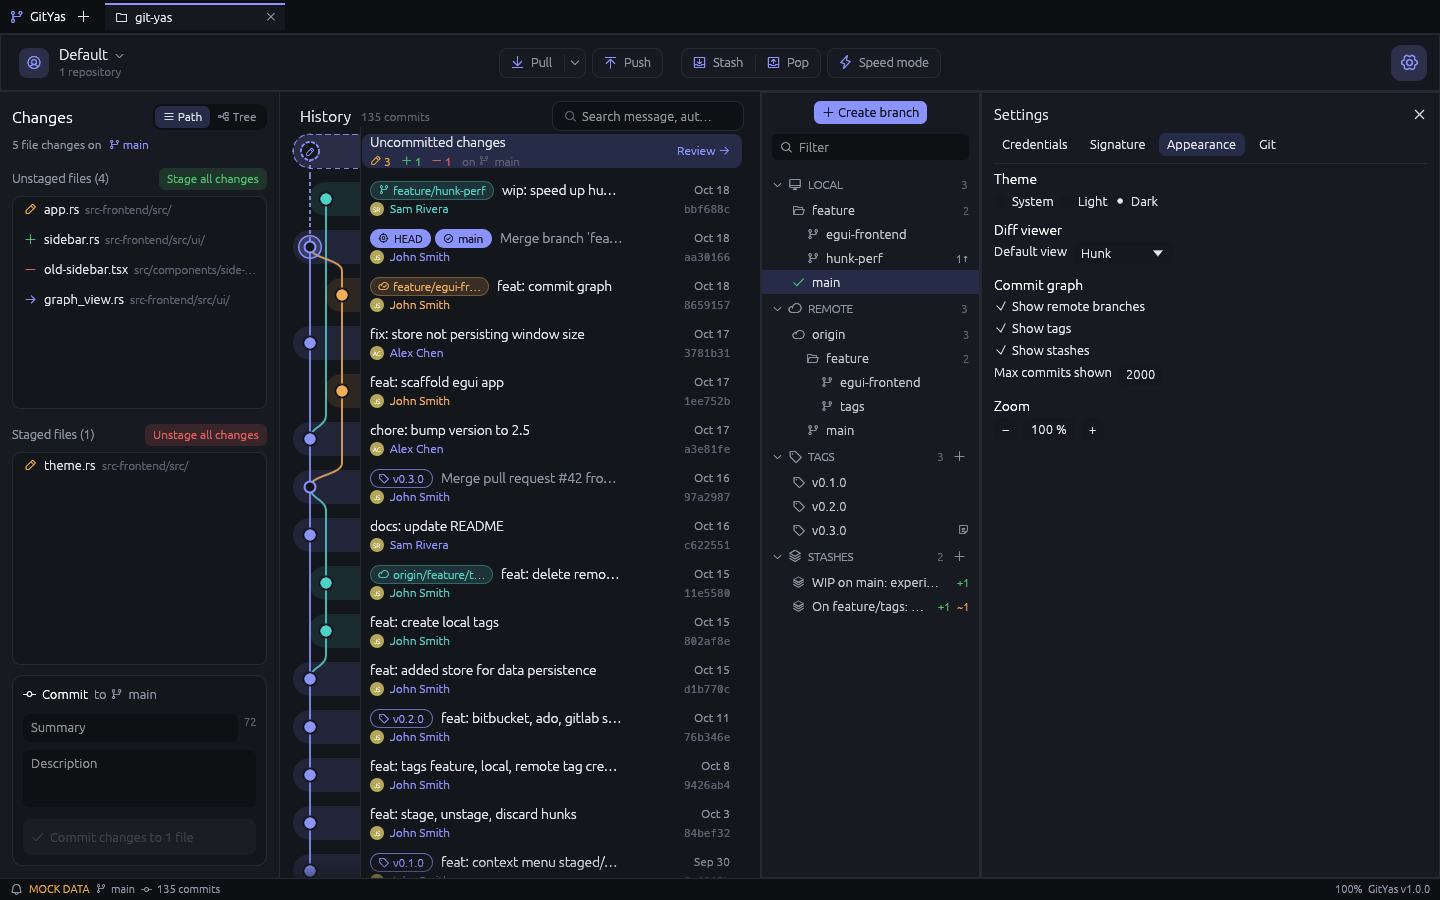 GitYas
git-yas
Default
1 repository
Pull
Push
Stash
Pop
Speed mode
Changes
Path
Tree
5 file changes on main
Unstaged files (4)
Stage all changes
app.rs src-frontend/src/
sidebar.rs src-frontend/src/ui/
old-sidebar.tsx src/components/side-...
graph_view.rs src-frontend/src/ui/
Staged files (1)
Unstage all changes
theme.rs src-frontend/src/
Commit to main
Summary
72
Description
Commit changes to 1 file
History 135 commits
Search message, aut...
Uncommitted changes
3 +1 −1 on main
Review →
feature/hunk-perf wip: speed up hu... Oct 18
SR Sam Rivera bbf688c
HEAD main Merge branch 'fea... Oct 18
JS John Smith aa30166
feature/egui-fr... feat: commit graph Oct 18
JS John Smith 8659157
fix: store not persisting window size Oct 17
AC Alex Chen 3781b31
feat: scaffold egui app Oct 17
JS John Smith 1ee752b
chore: bump version to 2.5 Oct 17
AC Alex Chen a3e81fe
v0.3.0 Merge pull request #42 fro... Oct 16
JS John Smith 97a2987
docs: update README Oct 16
SR Sam Rivera c622551
origin/feature/t... feat: delete remo... Oct 15
JS John Smith 11e5580
feat: create local tags Oct 15
JS John Smith 802af8e
feat: added store for data persistence Oct 15
JS John Smith d1b770c
v0.2.0 feat: bitbucket, ado, gitlab s... Oct 11
JS John Smith 76b346e
feat: tags feature, local, remote tag cre... Oct 8
JS John Smith 9426ab4
feat: stage, unstage, discard hunks Oct 3
JS John Smith 84bef32
v0.1.0 feat: context menu staged/... Sep 30
Create branch
Filter
LOCAL 3
feature 2
egui-frontend
hunk-perf 1↑
main
REMOTE 3
origin 3
feature 2
egui-frontend
tags
main
TAGS 3
v0.1.0
v0.2.0
v0.3.0
STASHES 2
WIP on main: experi... +1
On feature/tags: ... +1 ~1
Settings
Credentials
Signature
Appearance
Git
Theme
System Light Dark
Diff viewer
Default view Hunk
Commit graph
Show remote branches
Show tags
Show stashes
Max commits shown 2000
Zoom
− 100 % +
MOCK DATA main 135 commits
100% GitYas v1.0.0